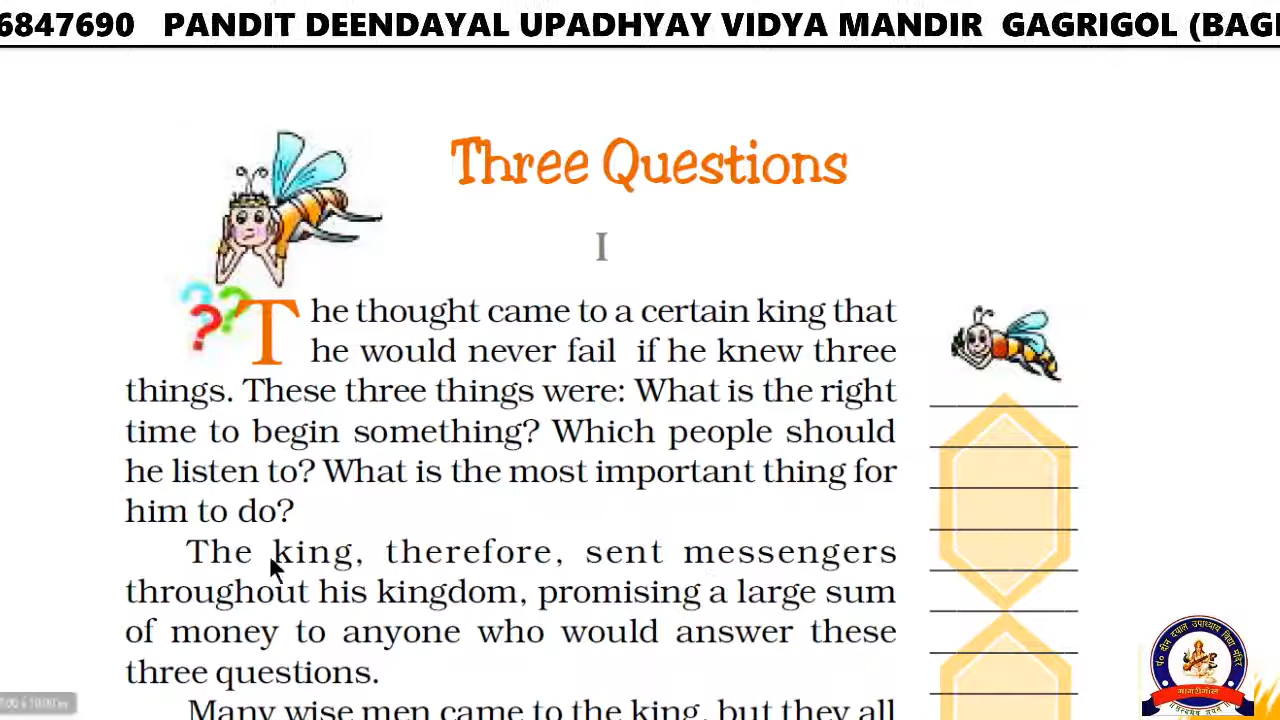 6847690 PANDIT DEENDAYAL UPADHYAY VIDYA MANDIR GAGRIGOL (BAGE
Three Questions
I
The thought came to a certain king that
he would never fail if he knew three
things. These three things were: What is the right
time to begin something? Which people should
he listen to? What is the most important thing for
him to do?
The king, therefore, sent messengers
throughout his kingdom, promising a large sum
of money to anyone who would answer these
three questions.
Many wise men came to the king, but they all
पं० दीन दयाल उपाध्याय विद्या मंदिर
गागरीगोल